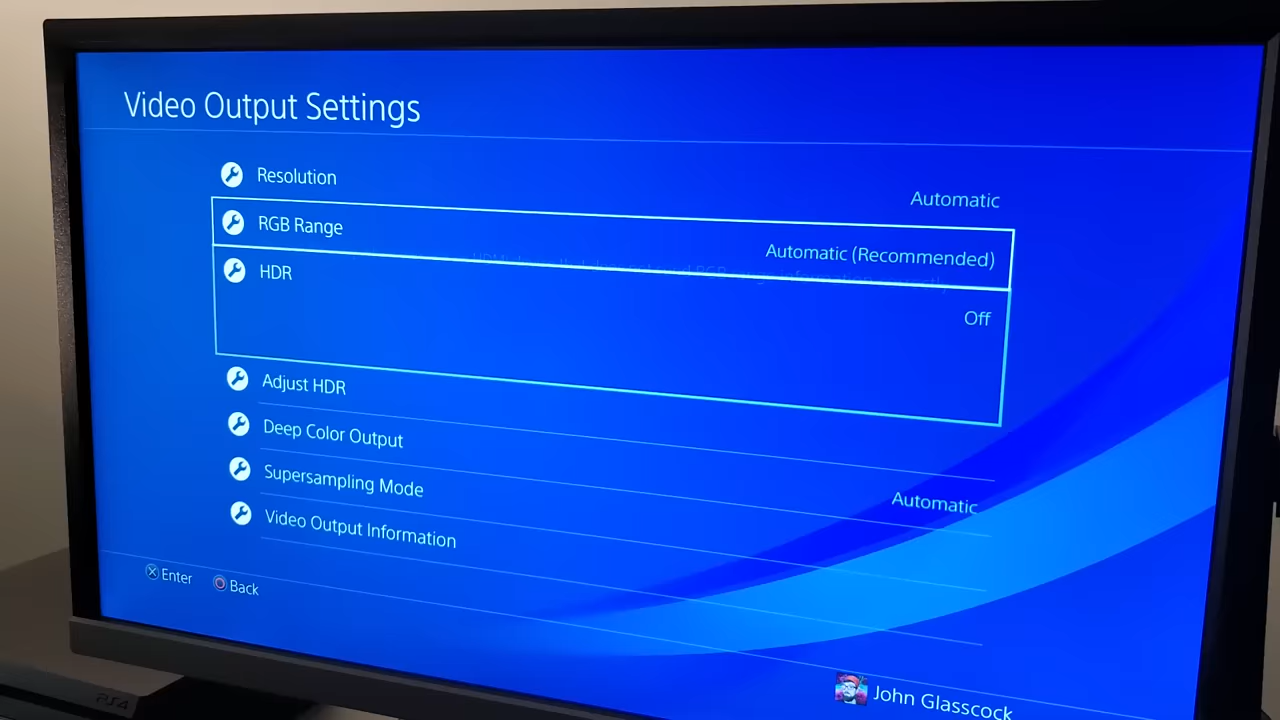 Video Output Settings
Resolution
Automatic
RGB Range
Automatic (Recommended)
HDR
Off
Adjust HDR
Deep Color Output
Automatic
Supersampling Mode
Video Output Information
Enter
Back
John Glasscock
PS4